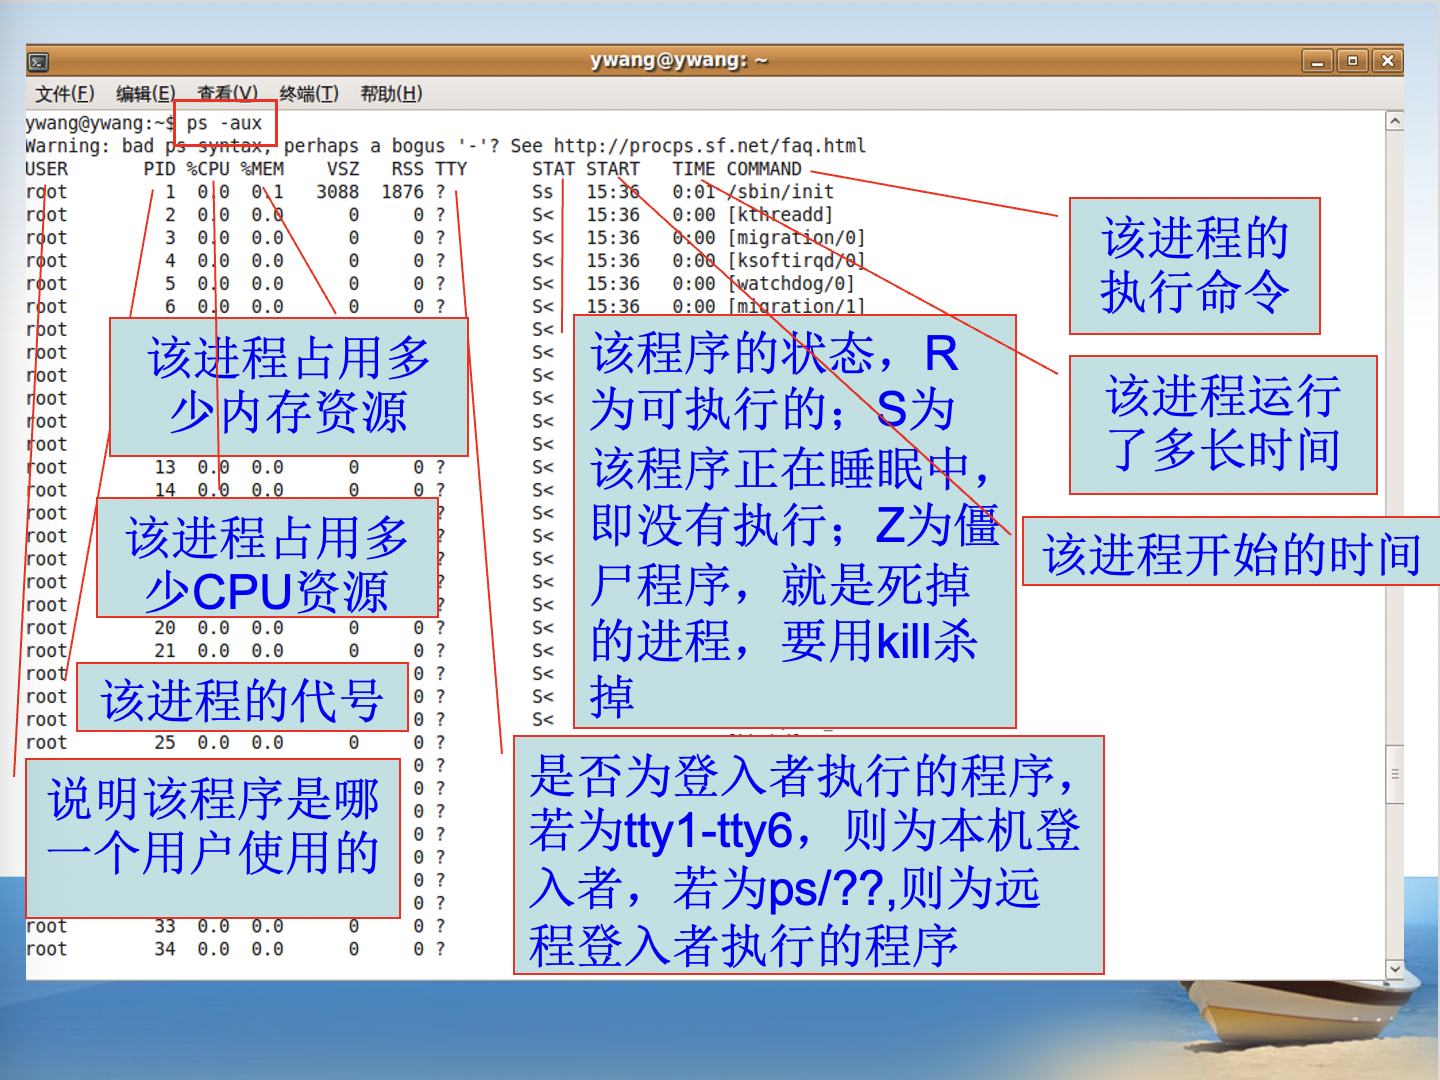 ywang@ywang: ~
文件(F) 编辑(E) 查看(V) 终端(T) 帮助(H)
ywang@ywang:~$ ps -aux
Warning: bad ps syntax, perhaps a bogus '-'? See http://procps.sf.net/faq.html
USER PID %CPU %MEM VSZ RSS TTY STAT START TIME COMMAND
root 1 0.0 0.1 3088 1876 ? Ss 15:36 0:01 /sbin/init
root 2 0.0 0.0 0 0 ? S< 15:36 0:00 [kthreadd]
root 3 0.0 0.0 0 0 ? S< 15:36 0:00 [migration/0]
root 4 0.0 0.0 0 0 ? S< 15:36 0:00 [ksoftirqd/0]
root 5 0.0 0.0 0 0 ? S< 15:36 0:00 [watchdog/0]
root 6 0.0 0.0 0 0 ? S< 15:36 0:00 [migration/1]
root S<
root S<
root S<
root S<
root S<
root S<
root 13 0.0 0.0 0 0 ? S<
root 14 0.0 0.0 0 0 ? S<
root ? S<
root ? S<
root ? S<
root ? S<
root ? S<
root 20 0.0 0.0 0 0 ? S<
root 21 0.0 0.0 0 0 ? S<
root 0 ? S<
root 0 ? S<
root 0 ? S<
root 25 0.0 0.0 0 0 ?
0 ?
0 ?
0 ?
0 ?
0 ?
0 ?
0 ?
root 33 0.0 0.0 0 0 ?
root 34 0.0 0.0 0 0 ?
该进程的
执行命令
该进程占用多
少内存资源
该程序的状态，R
为可执行的；S为
该程序正在睡眠中，
即没有执行；Z为僵
尸程序，就是死掉
的进程，要用kill杀
掉
该进程运行
了多长时间
该进程占用多
少CPU资源
该进程开始的时间
该进程的代号
说明该程序是哪
一个用户使用的
是否为登入者执行的程序，
若为tty1-tty6，则为本机登
入者，若为ps/??,则为远
程登入者执行的程序